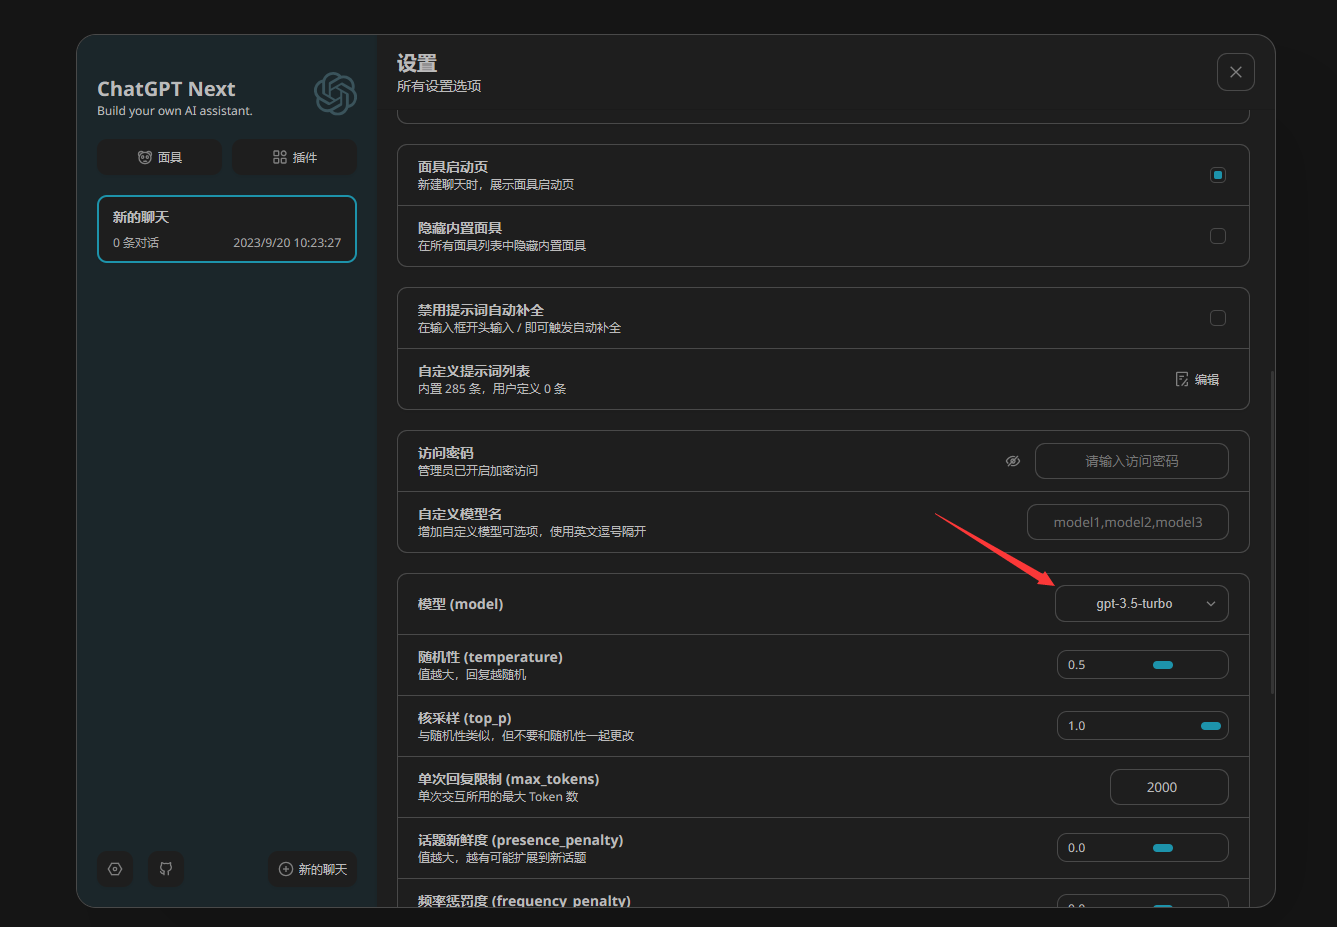 ChatGPT Next
Build your own AI assistant.
面具
插件
新的聊天
0 条对话
2023/9/20 10:23:27
新的聊天
设置
所有设置选项
面具启动页
新建聊天时，展示面具启动页
隐藏内置面具
在所有面具列表中隐藏内置面具
禁用提示词自动补全
在输入框开头输入 / 即可触发自动补全
自定义提示词列表
内置 285 条，用户定义 0 条
编辑
访问密码
管理员已开启加密访问
请输入访问密码
自定义模型名
增加自定义模型可选项，使用英文逗号隔开
model1,model2,model3
模型 (model)
gpt-3.5-turbo
随机性 (temperature)
值越大，回复越随机
0.5
核采样 (top_p)
与随机性类似，但不要和随机性一起更改
1.0
单次回复限制 (max_tokens)
单次交互所用的最大 Token 数
2000
话题新鲜度 (presence_penalty)
值越大，越有可能扩展到新话题
0.0
频率惩罚度 (frequency_penalty)
0.0